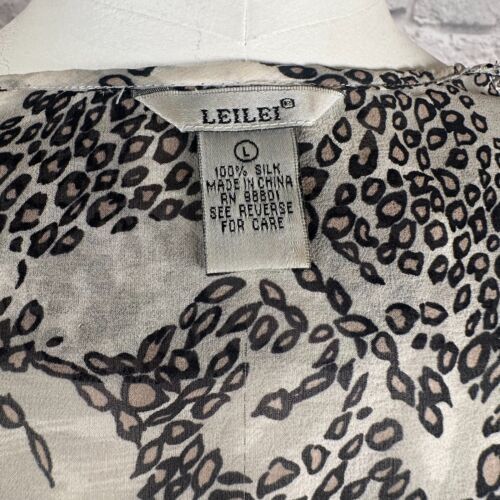 LEILEI®
L
100% SILK
MADE IN CHINA
RN 98801
SEE REVERSE
FOR CARE